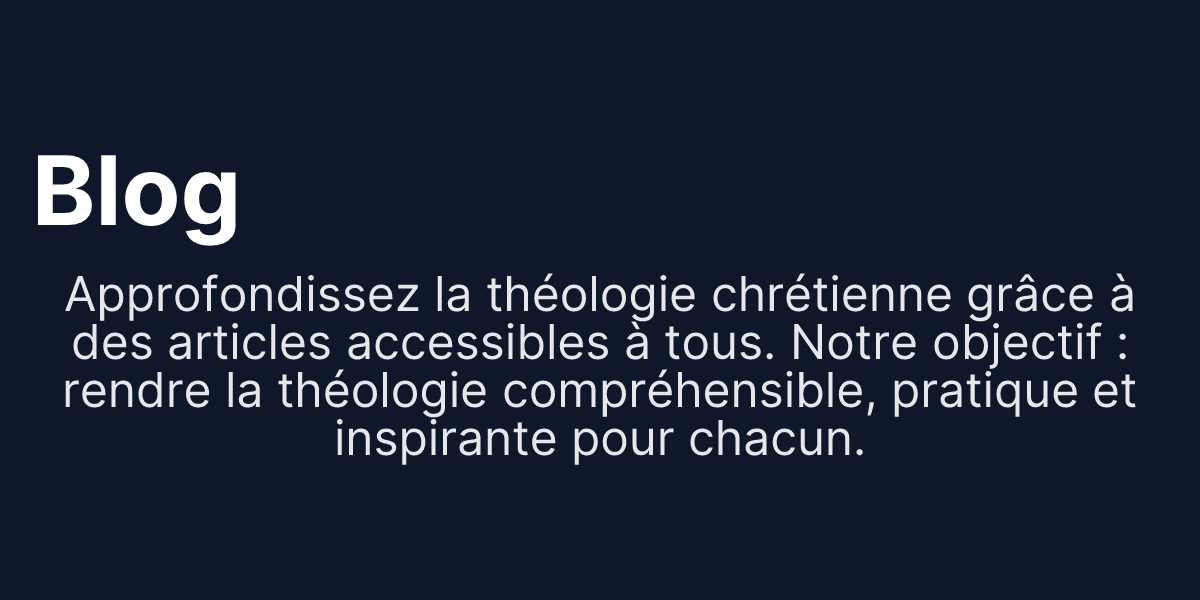 Blog
Approfondissez la théologie chrétienne grâce à
des articles accessibles à tous. Notre objectif :
rendre la théologie compréhensible, pratique et
inspirante pour chacun.